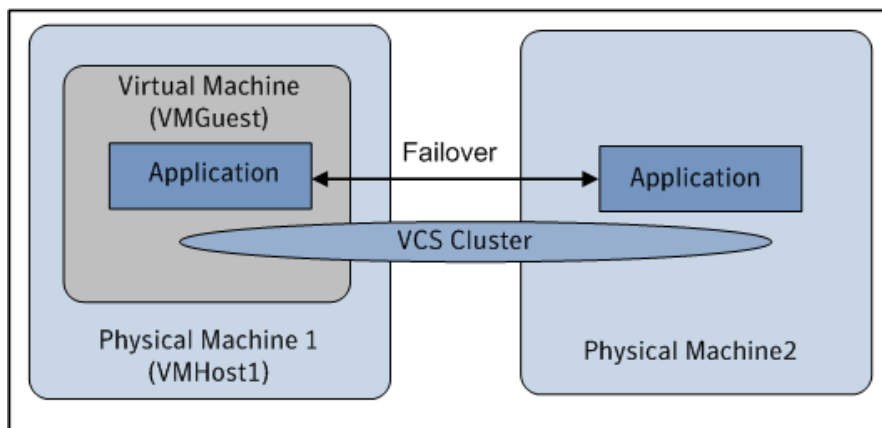 Virtual Machine
(VMGuest)
Application
Failover
Application
VCS Cluster
Physical Machine 1
(VMHost1)
Physical Machine2